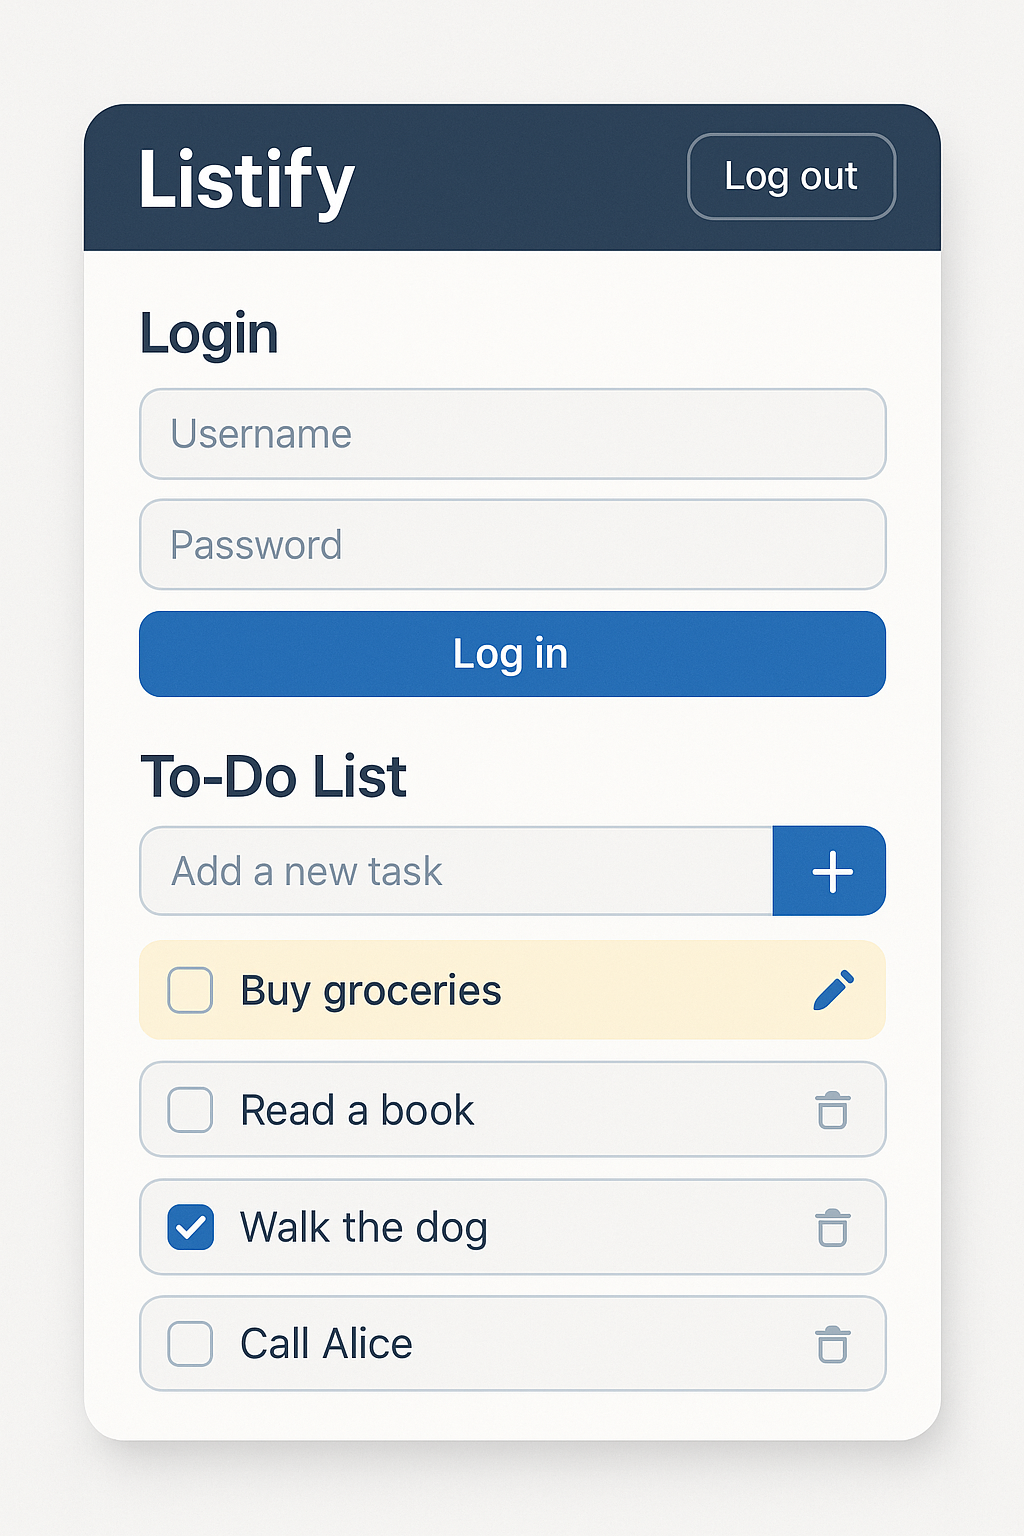 Listify
Log out
Login
Username
Password
Log in
To-Do List
Add a new task
Buy groceries
Read a book
Walk the dog
Call Alice